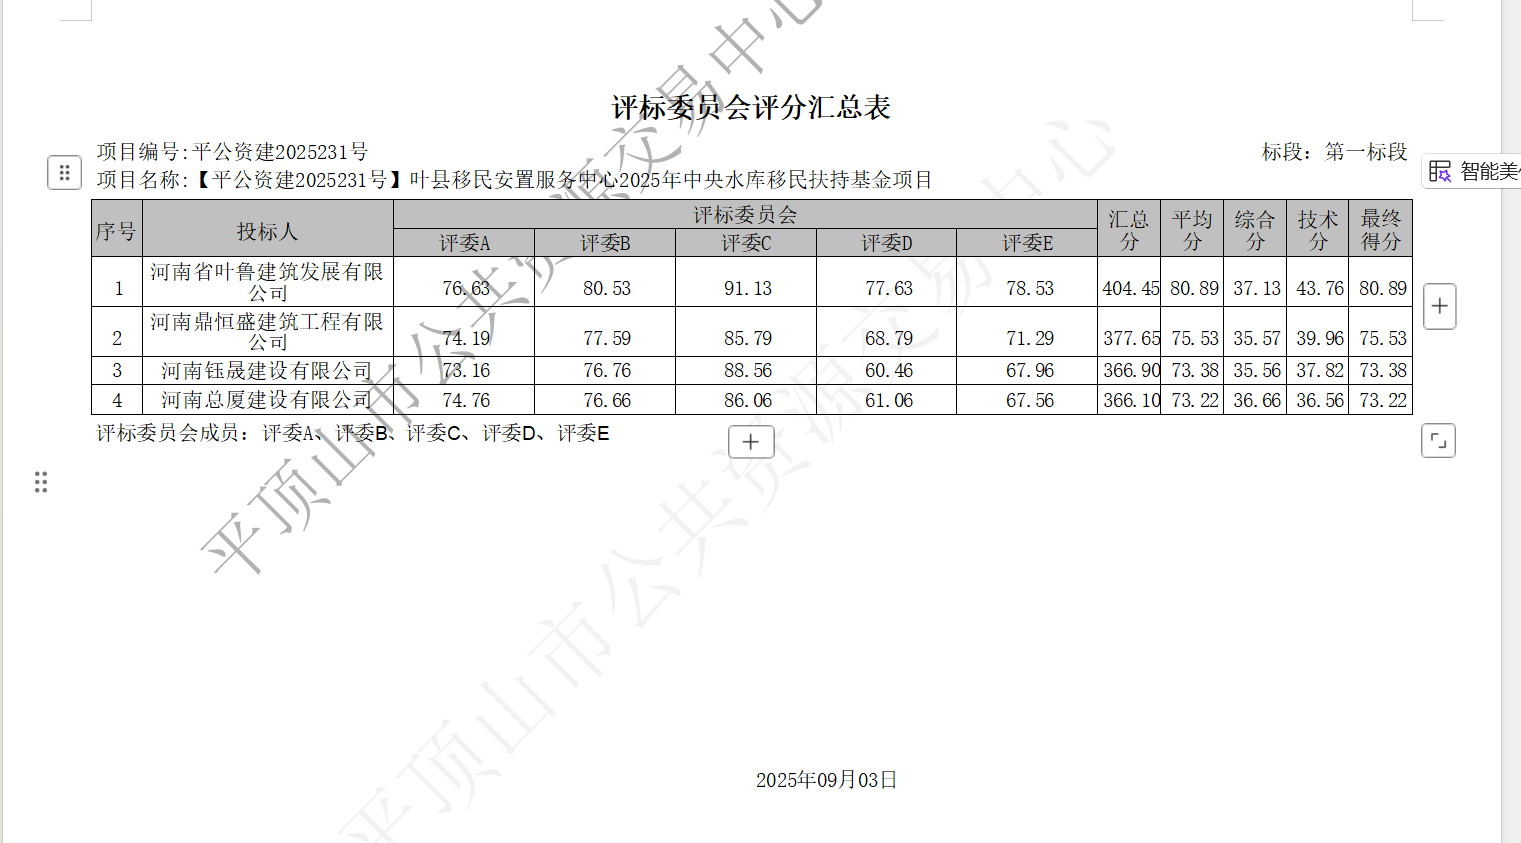 评标委员会评分汇总表
项目编号:平公资建2025231号 标段：第一标段
项目名称:【平公资建2025231号】叶县移民安置服务中心2025年中央水库移民扶持基金项目
智能美
序号 投标人 评标委员会 汇总分 平均分 综合分 技术分 最终得分
评委A 评委B 评委C 评委D 评委E
1 河南省叶鲁建筑发展有限公司 76.63 80.53 91.13 77.63 78.53 404.45 80.89 37.13 43.76 80.89
2 河南鼎恒盛建筑工程有限公司 74.19 77.59 85.79 68.79 71.29 377.65 75.53 35.57 39.96 75.53
3 河南钰晟建设有限公司 73.16 76.76 88.56 60.46 67.96 366.90 73.38 35.56 37.82 73.38
4 河南总厦建设有限公司 74.76 76.66 86.06 61.06 67.56 366.10 73.22 36.66 36.56 73.22
评标委员会成员：评委A、评委B、评委C、评委D、评委E
平顶山市公共资源交易中心
平顶山市公共资源交易中心
2025年09月03日